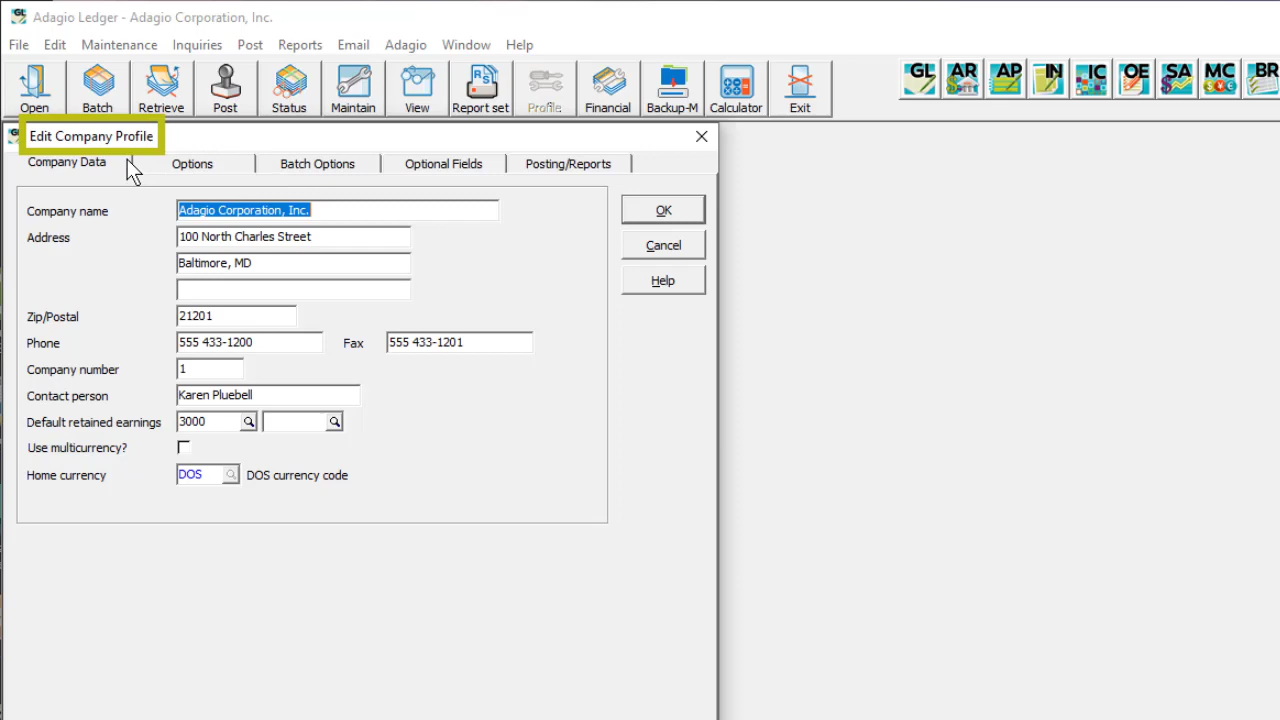 GL Adagio Ledger - Adagio Corporation, Inc.
File Edit Maintenance Inquiries Post Reports Email Adagio Window Help
Open Batch Retrieve Post Status Maintain View Report set Profile Financial Backup-M Calculator Exit
GL AR AP IN IC OE SA MC BR
Edit Company Profile
Company Data Options Batch Options Optional Fields Posting/Reports
Company name Adagio Corporation, Inc. OK
Address 100 North Charles Street
Cancel
Baltimore, MD
Help
Zip/Postal 21201
Phone 555 433-1200 Fax 555 433-1201
Company number 1
Contact person Karen Pluebell
Default retained earnings 3000
Use multicurrency?
Home currency DOS DOS currency code